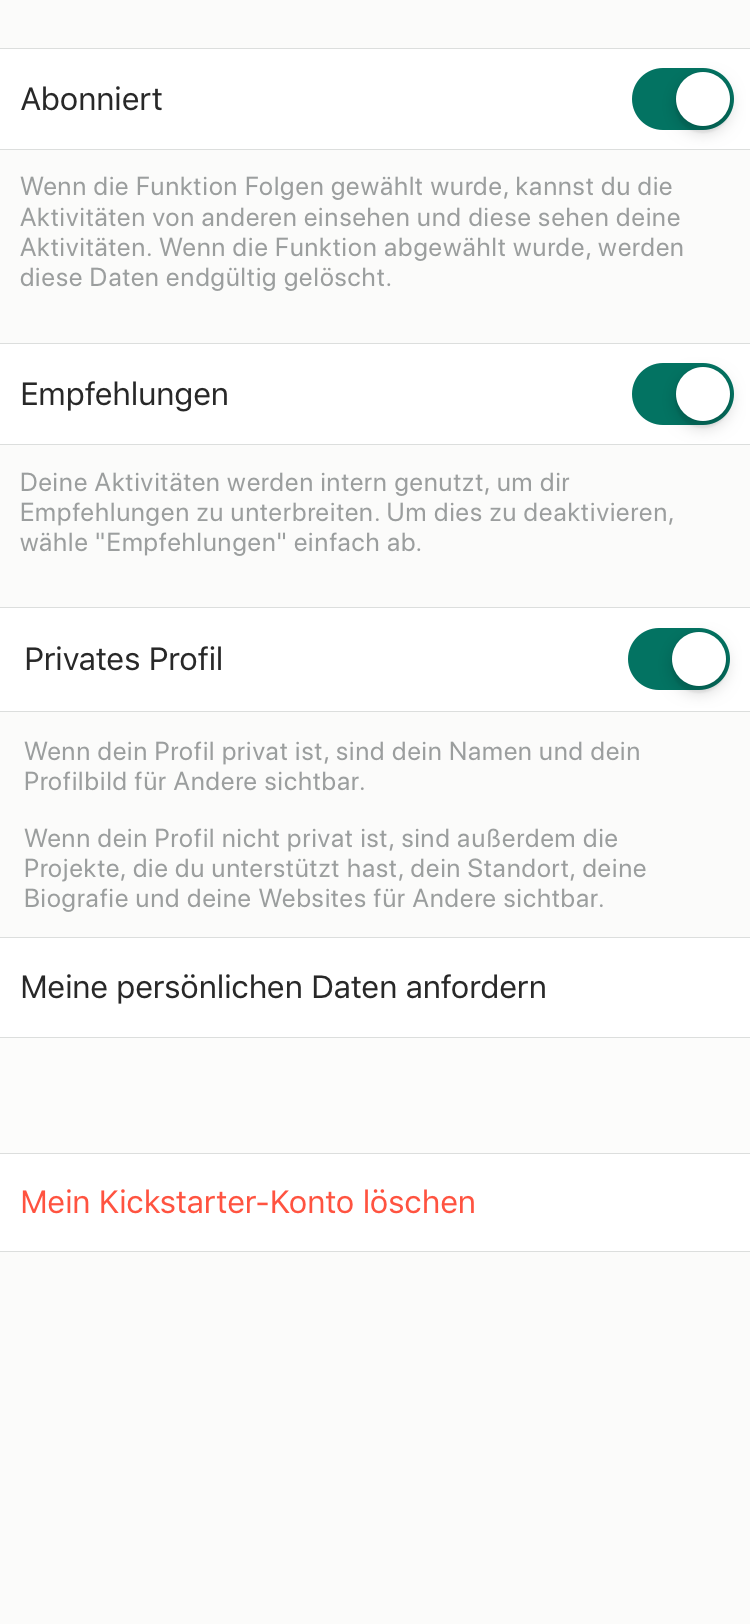 Abonniert
Wenn die Funktion Folgen gewählt wurde, kannst du die
Aktivitäten von anderen einsehen und diese sehen deine
Aktivitäten. Wenn die Funktion abgewählt wurde, werden
diese Daten endgültig gelöscht.
Empfehlungen
Deine Aktivitäten werden intern genutzt, um dir
Empfehlungen zu unterbreiten. Um dies zu deaktivieren,
wähle "Empfehlungen" einfach ab.
Privates Profil
Wenn dein Profil privat ist, sind dein Namen und dein
Profilbild für Andere sichtbar.
Wenn dein Profil nicht privat ist, sind außerdem die
Projekte, die du unterstützt hast, dein Standort, deine
Biografie und deine Websites für Andere sichtbar.
Meine persönlichen Daten anfordern
Mein Kickstarter-Konto löschen